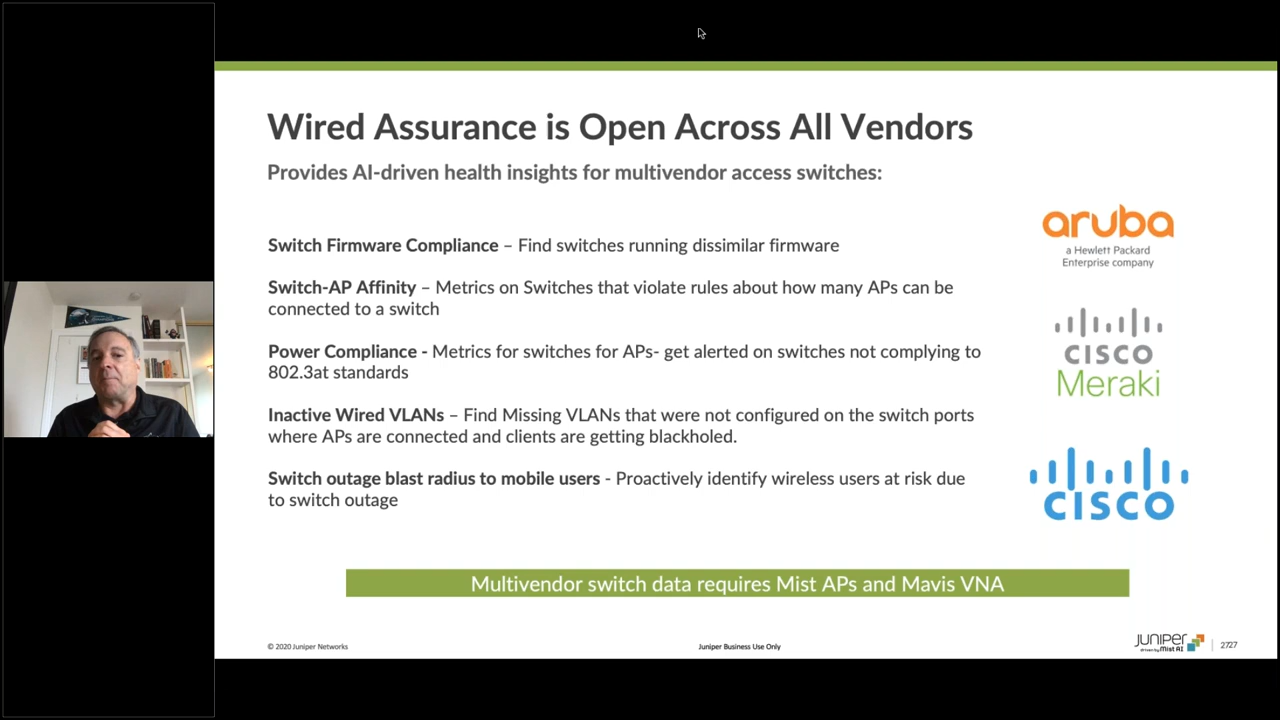 Wired Assurance is Open Across All Vendors
Provides AI-driven health insights for multivendor access switches:
Switch Firmware Compliance – Find switches running dissimilar firmware
Switch-AP Affinity – Metrics on Switches that violate rules about how many APs can be
connected to a switch
Power Compliance - Metrics for switches for APs- get alerted on switches not complying to
802.3at standards
Inactive Wired VLANs – Find Missing VLANs that were not configured on the switch ports
where APs are connected and clients are getting blackholed.
Switch outage blast radius to mobile users - Proactively identify wireless users at risk due
to switch outage
aruba
a Hewlett Packard
Enterprise company
CISCO
Meraki
CISCO
Multivendor switch data requires Mist APs and Mavis VNA
© 2020 Juniper Networks
Juniper Business Use Only
JUNIPER
driven by Mist AI